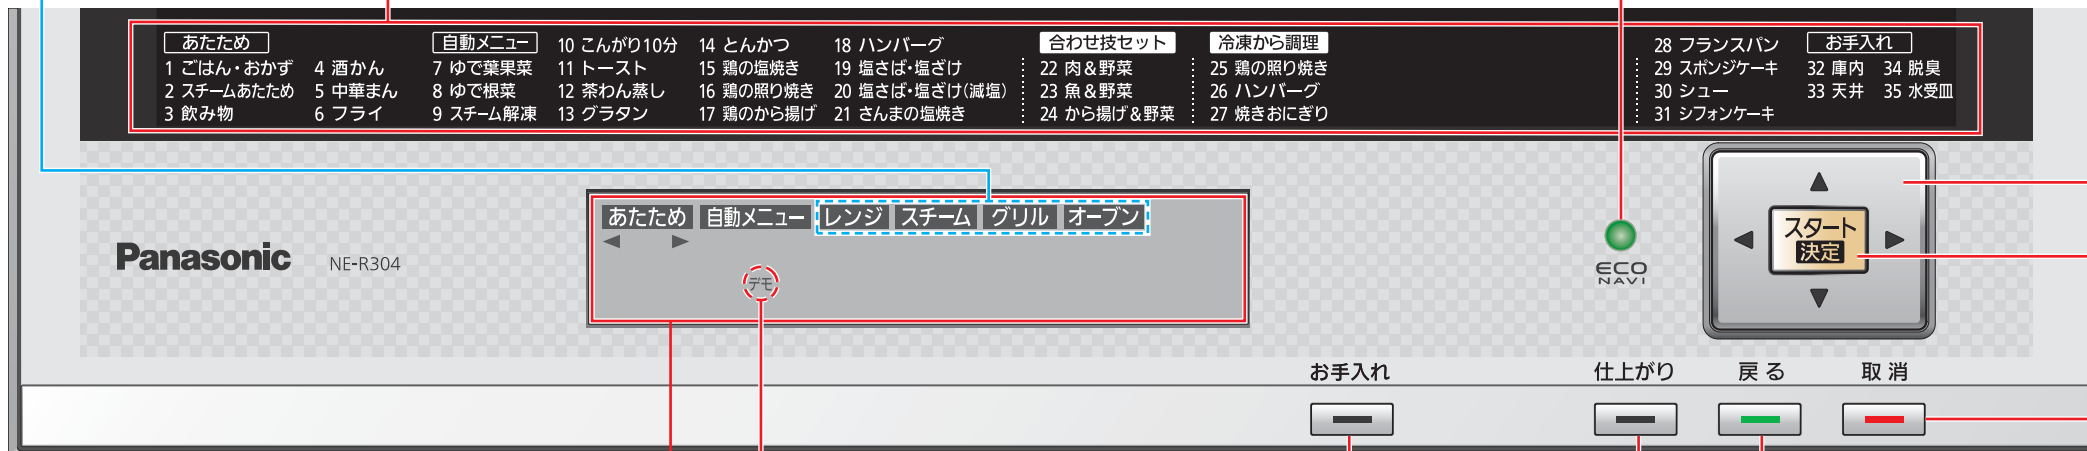 あたため 自動メニュー 10 こんがり10分 14 とんかつ 18 ハンバーグ 合わせ技セット 冷凍から調理 28 フランスパン お手入れ
1 ごはん・おかず 4 酒かん 7 ゆで葉果菜 11 トースト 15 鶏の塩焼き 19 塩さば・塩ざけ 22 肉&野菜 25 鶏の照り焼き 29 スポンジケーキ 32 庫内 34 脱臭
2 スチームあたため 5 中華まん 8 ゆで根菜 12 茶わん蒸し 16 鶏の照り焼き 20 塩さば・塩ざけ(減塩) 23 魚&野菜 26 ハンバーグ 30 シュー 33 天井 35 水受皿
3 飲み物 6 フライ 9 スチーム解凍 13 グラタン 17 鶏のから揚げ 21 さんまの塩焼き 24 から揚げ&野菜 27 焼きおにぎり 31 シフォンケーキ
あたため 自動メニュー レンジ スチーム グリル オーブン
デモ
Panasonic NE-R304
ECO
NAVI
スタート
決定
お手入れ 仕上がり 戻る 取消